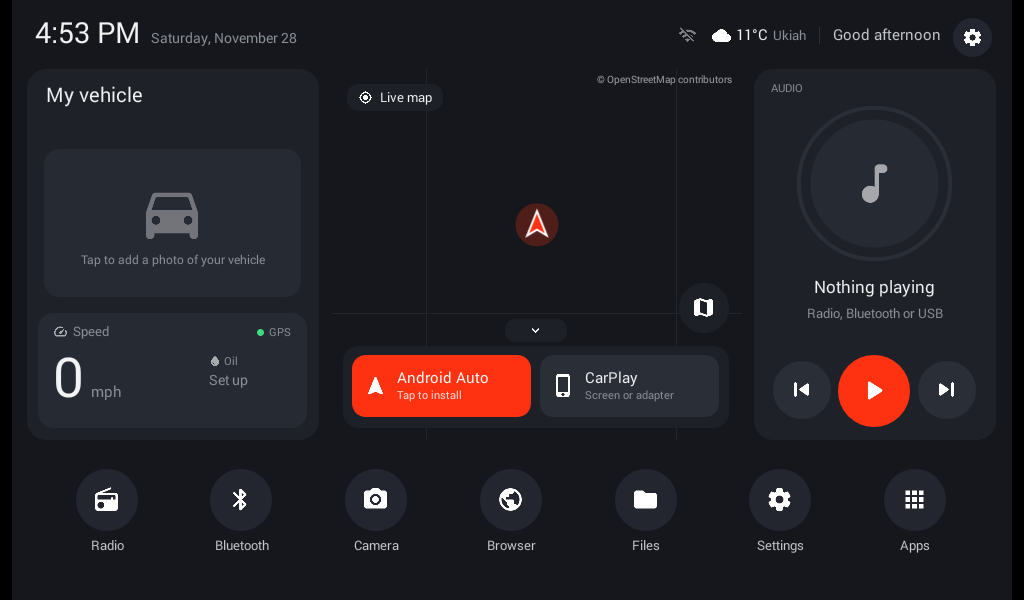 4:53 PM
Saturday, November 28
11°C Ukiah
Good afternoon
My vehicle
Tap to add a photo of your vehicle
Speed
GPS
0 mph
Oil
Set up
Live map
© OpenStreetMap contributors
Android Auto
Tap to install
CarPlay
Screen or adapter
AUDIO
Nothing playing
Radio, Bluetooth or USB
Radio
Bluetooth
Camera
Browser
Files
Settings
Apps